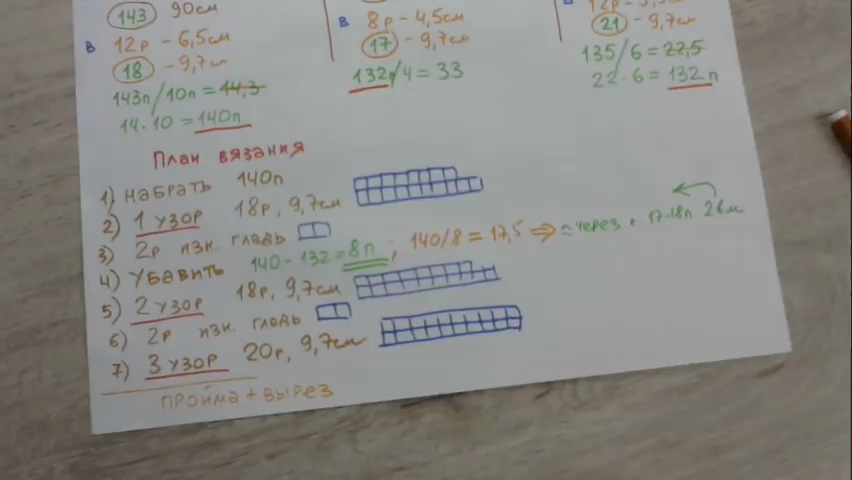 143 90см
в 12р - 6,5см
18 - 9,7см
143п/10п = 14,3
14·10 = 140п
в 8р - 4,5см
17 - 9,7см
132п/4 = 33
21 - 9,7см
135/6 = 22,5
22·6 = 132п
План вязания
1) набрать 140п
2) 1 узор 18р, 9,7см
3) 2р изн. гладь
4) убавить 140-132=8п; 140/8=17,5 ⇒ ≈ через 17-18п 2вм
5) 2 узор 18р, 9,7см
6) 2р изн. гладь
7) 3 узор 20р, 9,7см
пройма + вырез